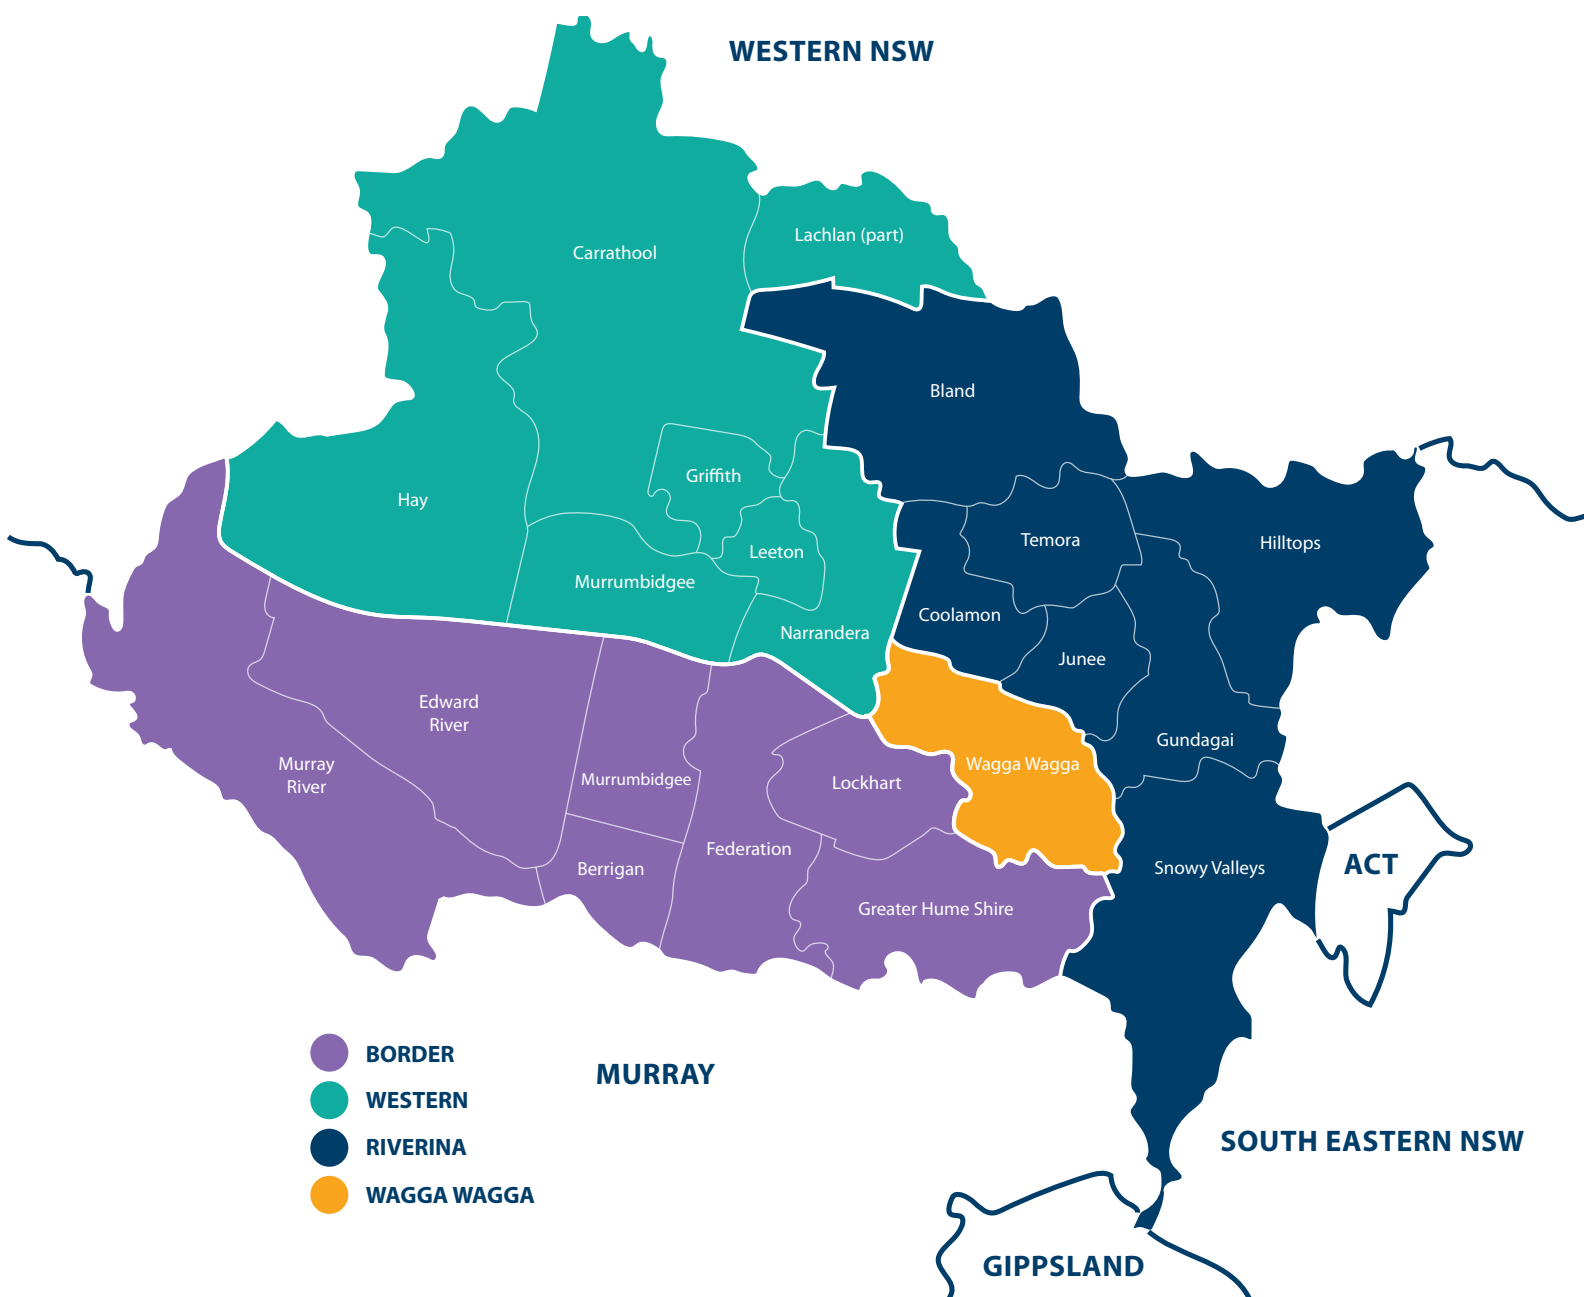 WESTERN NSW
Lachlan (part)
Carrathool
Bland
Griffith
Hay
Temora
Hilltops
Leeton
Murrumbidgee
Coolamon
Narrandera
Junee
Edward
River
Gundagai
Murray
River
Wagga Wagga
Murrumbidgee
Lockhart
Federation
Berrigan
Snowy Valleys
ACT
Greater Hume Shire
BORDER
MURRAY
WESTERN
RIVERINA
SOUTH EASTERN NSW
WAGGA WAGGA
GIPPSLAND